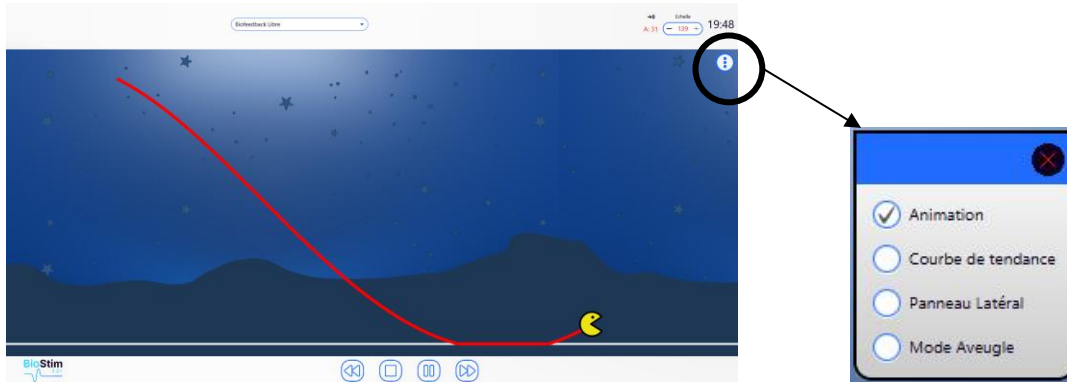 Biofeedback Libre
Echelle
A: 31 − 139 +
19:48
Animation
Courbe de tendance
Panneau Latéral
Mode Aveugle
BioStim